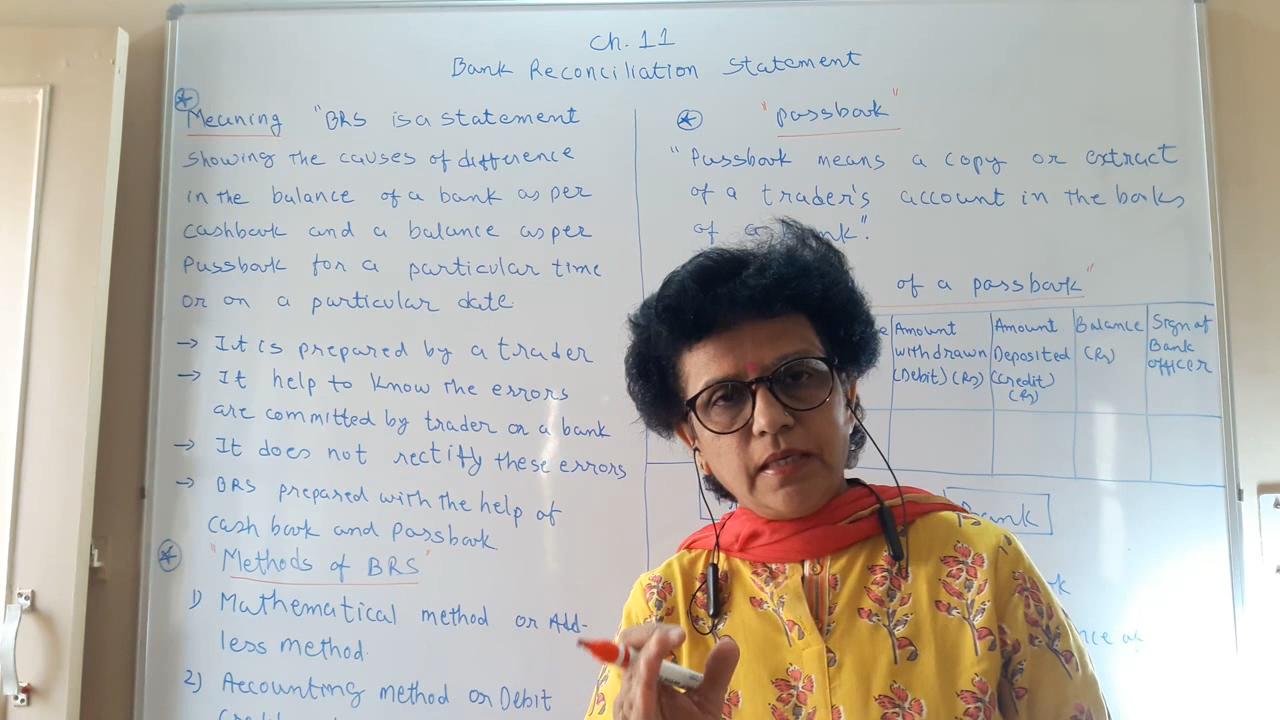 Ch. 11
Bank Reconciliation Statement
Meaning "BRS is a statement
showing the causes of difference
in the balance of a bank as per
cashbook and a balance as per
Passbook for a particular time
or on a particular date.
→ It is prepared by a trader
→ It help to know the errors
are committed by trader or a bank
→ It does not rectify these errors
→ BRS prepared with the help of
cash book and passbook
"Methods of BRS"
1) Mathematical method or Add-
less method.
2) Accounting method or Debit
"Passbook"
"Passbook means a copy or extract
of a trader's account in the books
of a
of a passbook"
Amount withdrawn (Debit) (Rs)
Amount Deposited (Credit) (Rs)
Balance (Rs)
Sign of Bank officer
Bank